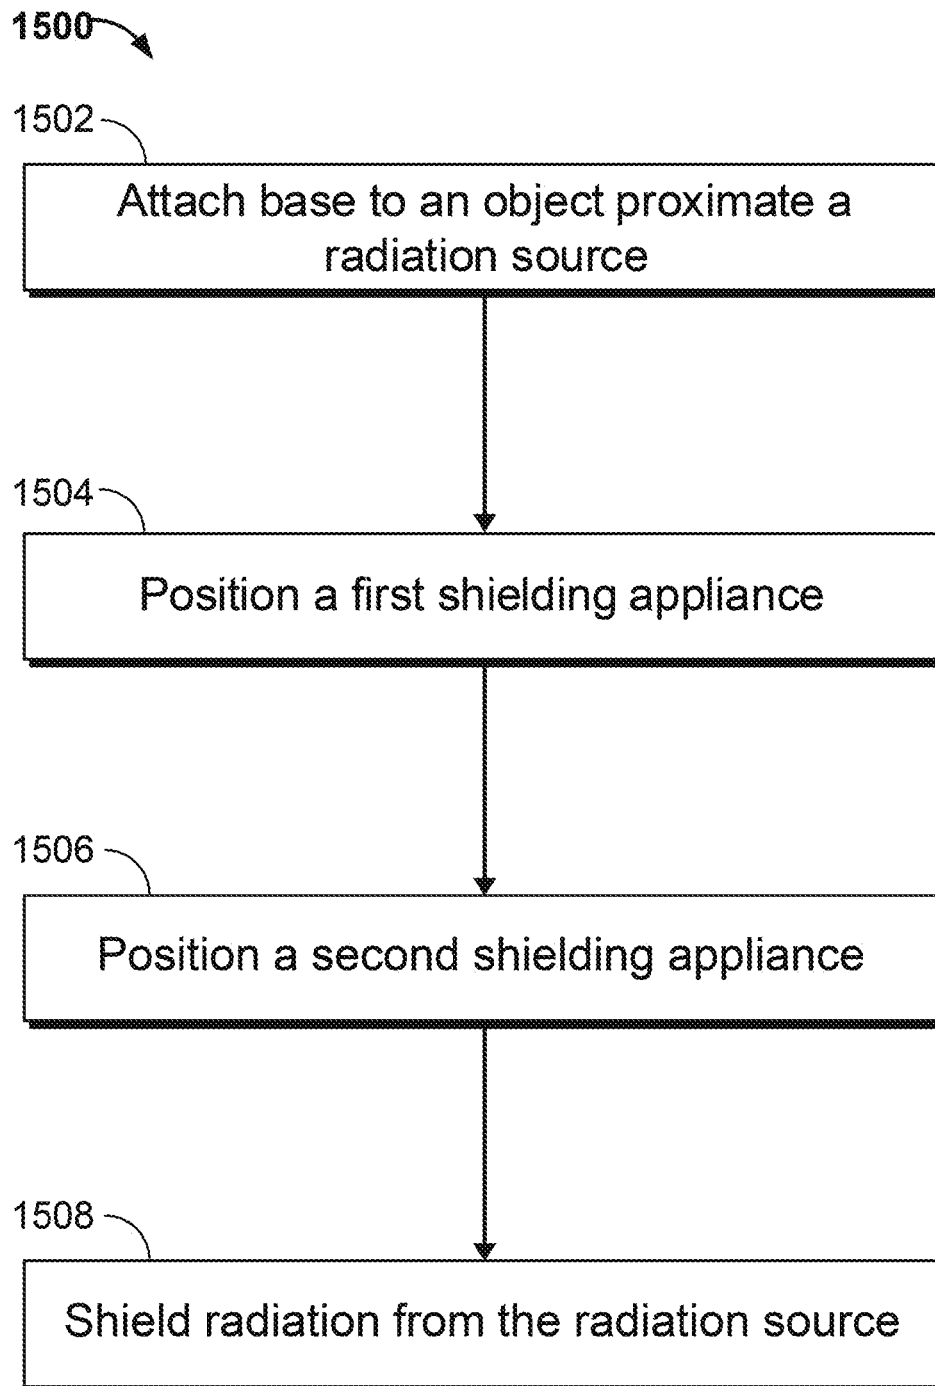 1500
1502
Attach base to an object proximate a
radiation source
1504
Position a first shielding appliance
1506
Position a second shielding appliance
1508
Shield radiation from the radiation source